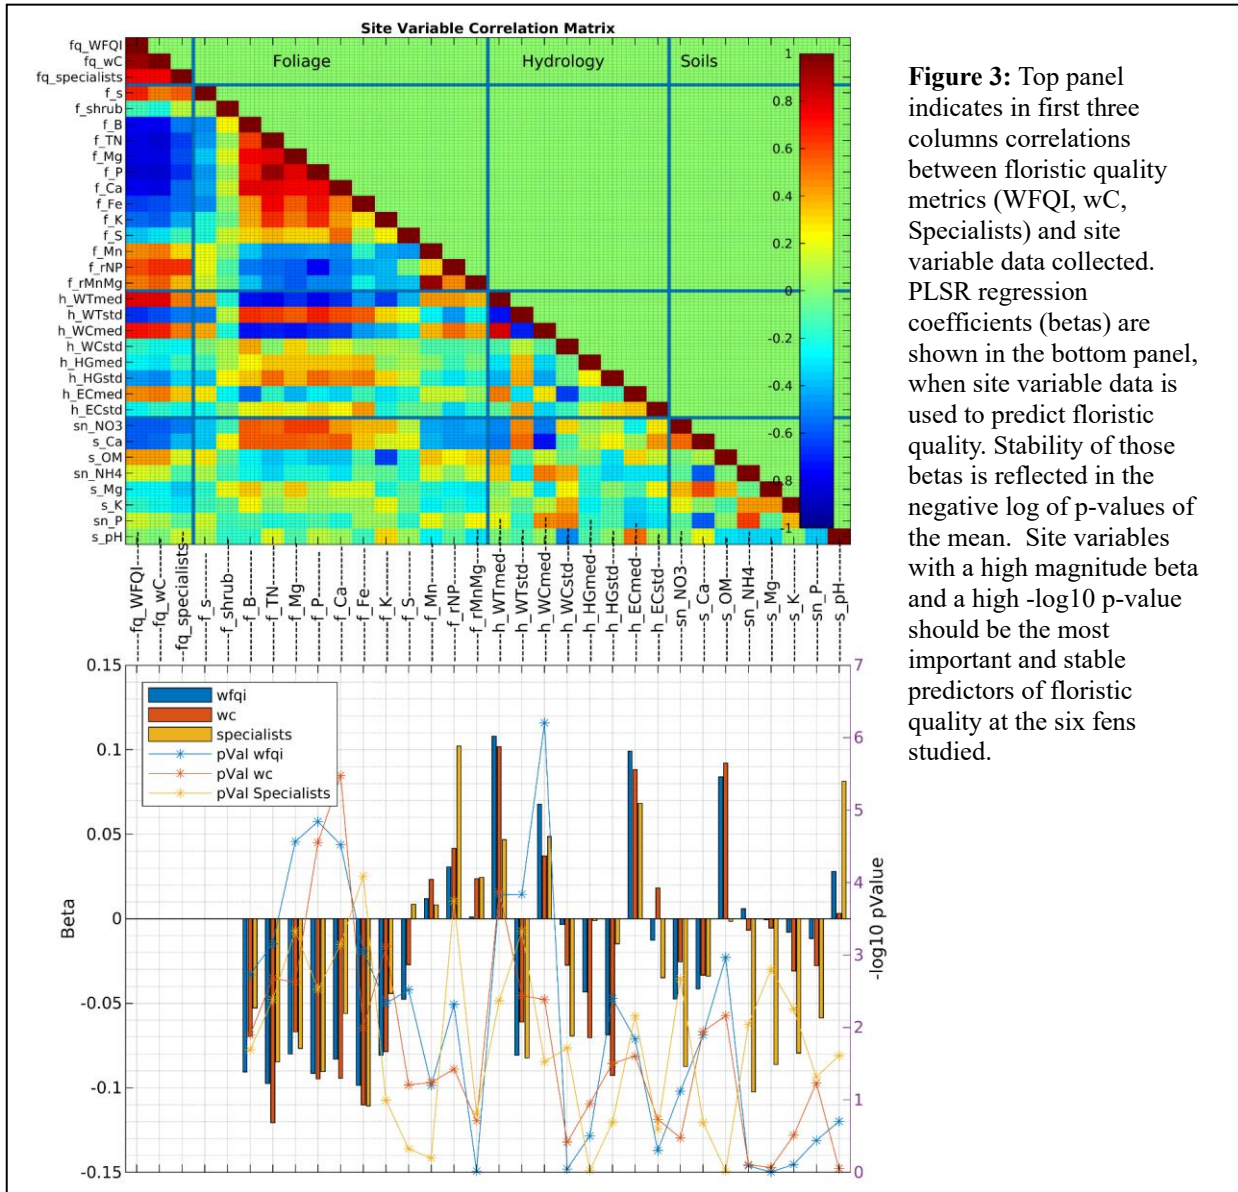 Site Variable Correlation Matrix
fq_WFQI
fq_wC
fq_specialists
f_s
f_shrub
f_B
f_TN
f_Mg
f_P
f_Ca
f_Fe
f_K
f_S
f_Mn
f_rNP
f_rMnMg
h_WTmed
h_WTstd
h_WCmed
h_WCstd
h_HGmed
h_HGstd
h_ECmed
h_ECstd
sn_NO3
s_Ca
s_OM
sn_NH4
s_Mg
s_K
sn_P
s_pH
Foliage
Hydrology
Soils
1
0.8
0.6
0.4
0.2
0
-0.2
-0.4
-0.6
-0.8
-1
fq_WFQI
fq_wC
fq_specialists
f_s
f_shrub
f_B
f_TN
f_Mg
f_P
f_Ca
f_Fe
f_K
f_S
f_Mn
f_rNP
f_rMnMg
h_WTmed
h_WTstd
h_WCmed
h_WCstd
h_HGmed
h_HGstd
h_ECmed
h_ECstd
sn_NO3
s_Ca
s_OM
sn_NH4
s_Mg
s_K
sn_P
s_pH
0.15
0.1
0.05
0
-0.05
-0.1
-0.15
Beta
wfqi
wc
specialists
pVal wfqi
pVal wc
pVal Specialists
7
6
5
4
3
2
1
0
-log10 pValue
Figure 3: Top panel
indicates in first three
columns correlations
between floristic quality
metrics (WFQI, wC,
Specialists) and site
variable data collected.
PLSR regression
coefficients (betas) are
shown in the bottom panel,
when site variable data is
used to predict floristic
quality. Stability of those
betas is reflected in the
negative log of p-values of
the mean.  Site variables
with a high magnitude beta
and a high -log10 p-value
should be the most
important and stable
predictors of floristic
quality at the six fens
studied.